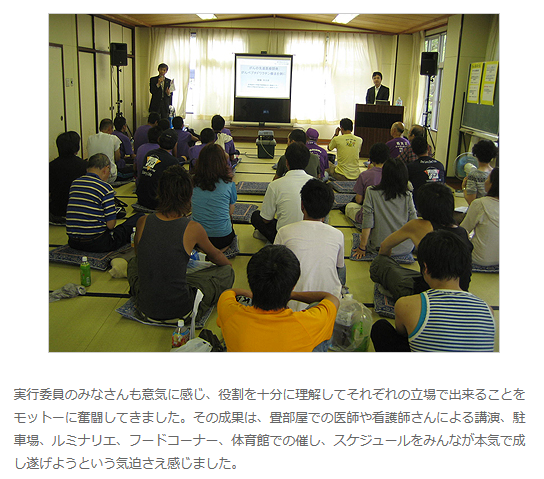 実行委員のみなさんも意気に感じ、役割を十分に理解してそれぞれの立場で出来ることを
モットーに奮闘してきました。その成果は、畳部屋での医師や看護師さんによる講演、駐
車場、ルミナリエ、フードコーナー、体育館での催し、スケジュールをみんなが本気で成
し遂げようという気迫さえ感じました。